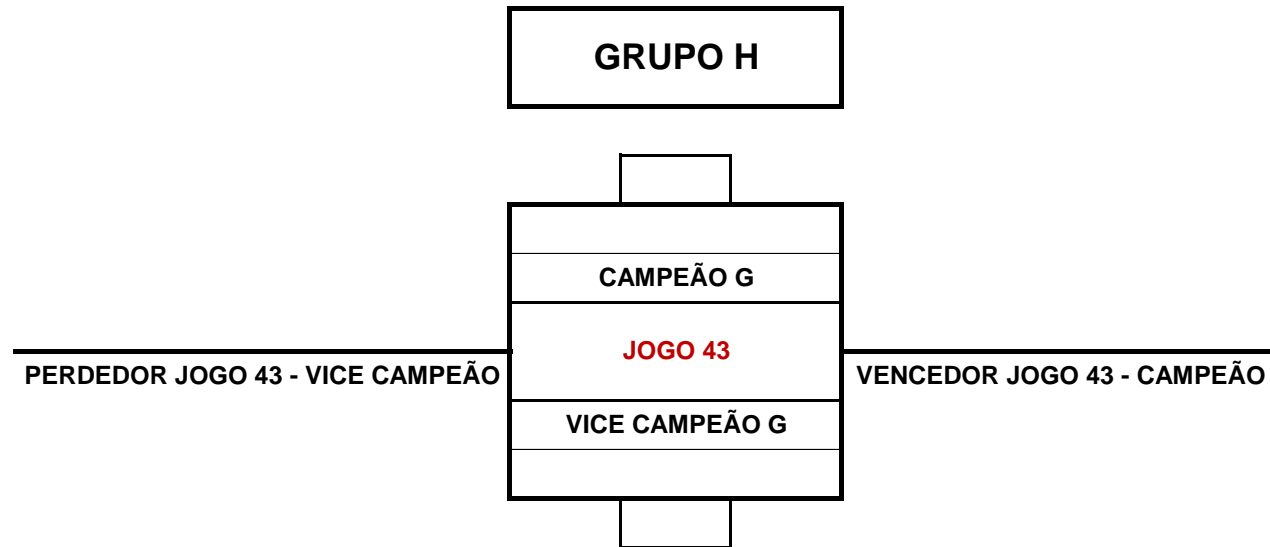 GRUPO H
CAMPEÃO G
JOGO 43
PERDEDOR JOGO 43 - VICE CAMPEÃO
VENCEDOR JOGO 43 - CAMPEÃO
VICE CAMPEÃO G